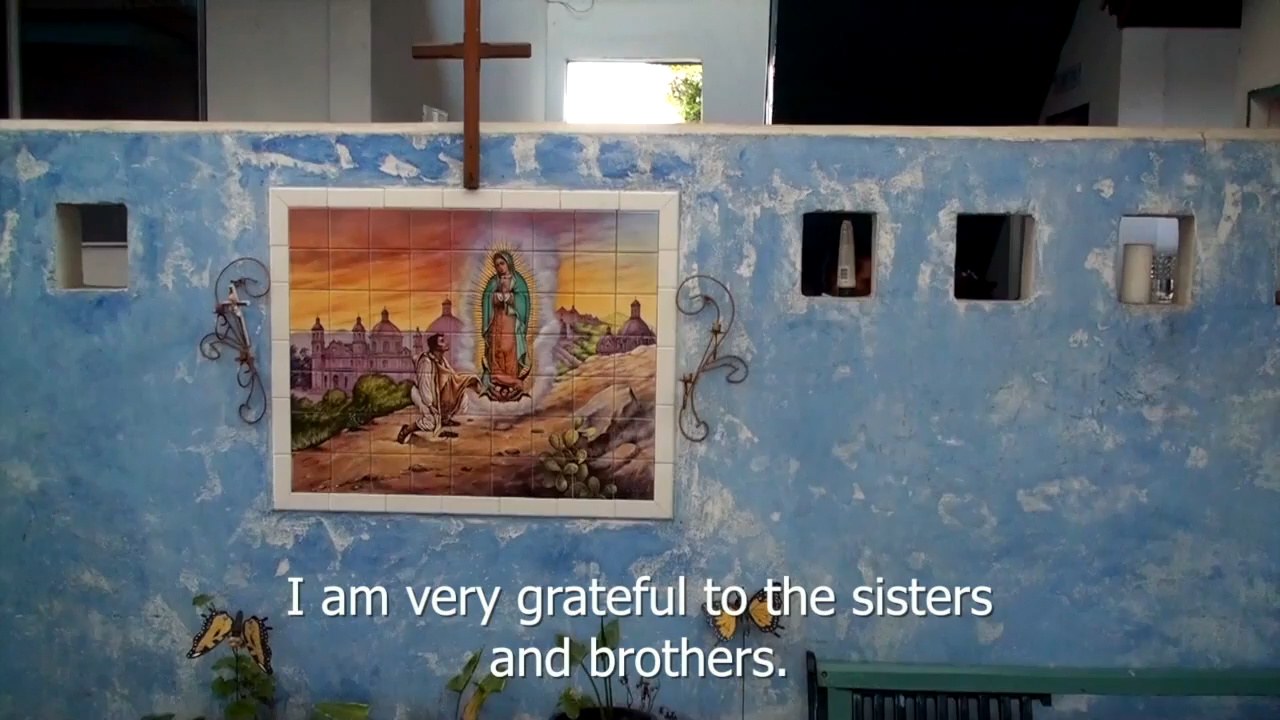 I am very grateful to the sisters
and brothers.